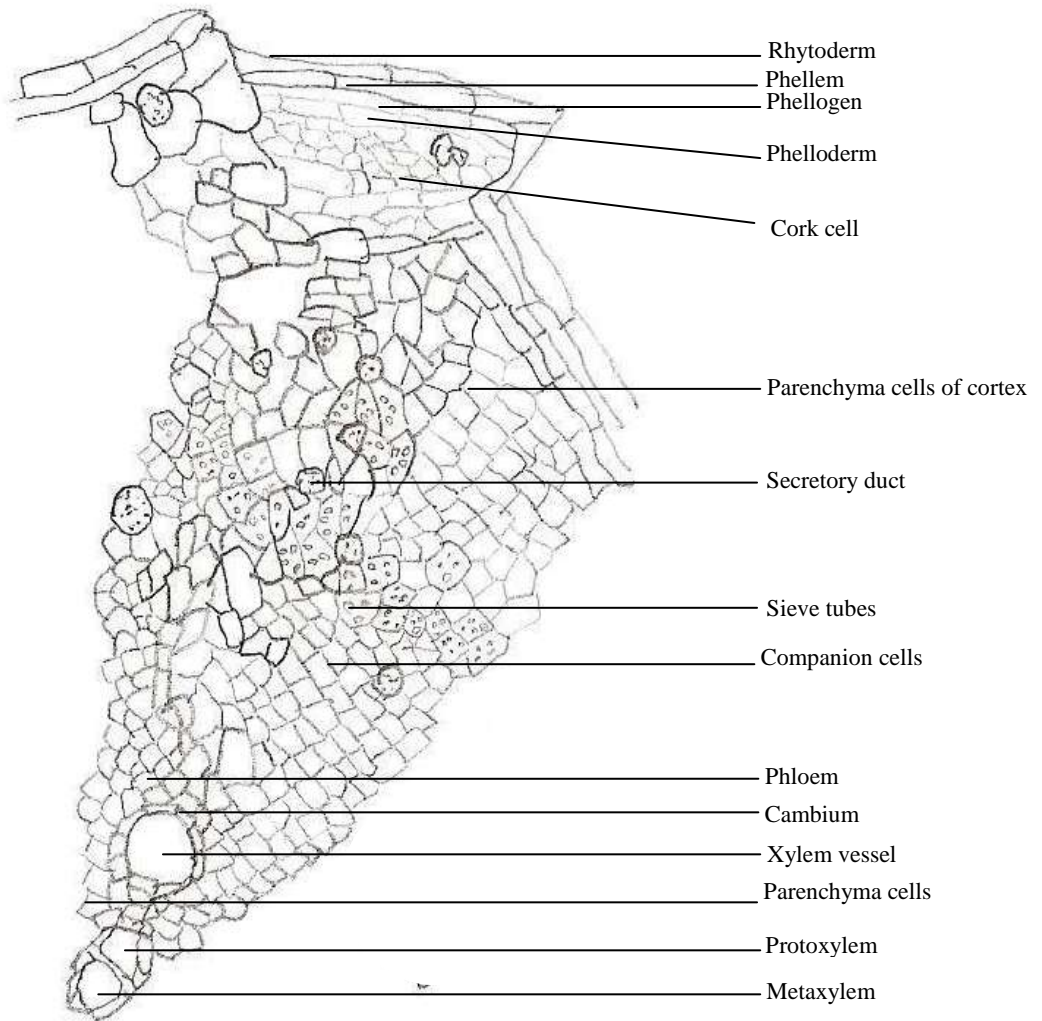 Rhytoderm
Phellem
Phellogen
Phelloderm
Cork cell
Parenchyma cells of cortex
Secretory duct
Sieve tubes
Companion cells
Phloem
Cambium
Xylem vessel
Parenchyma cells
Protoxylem
Metaxylem